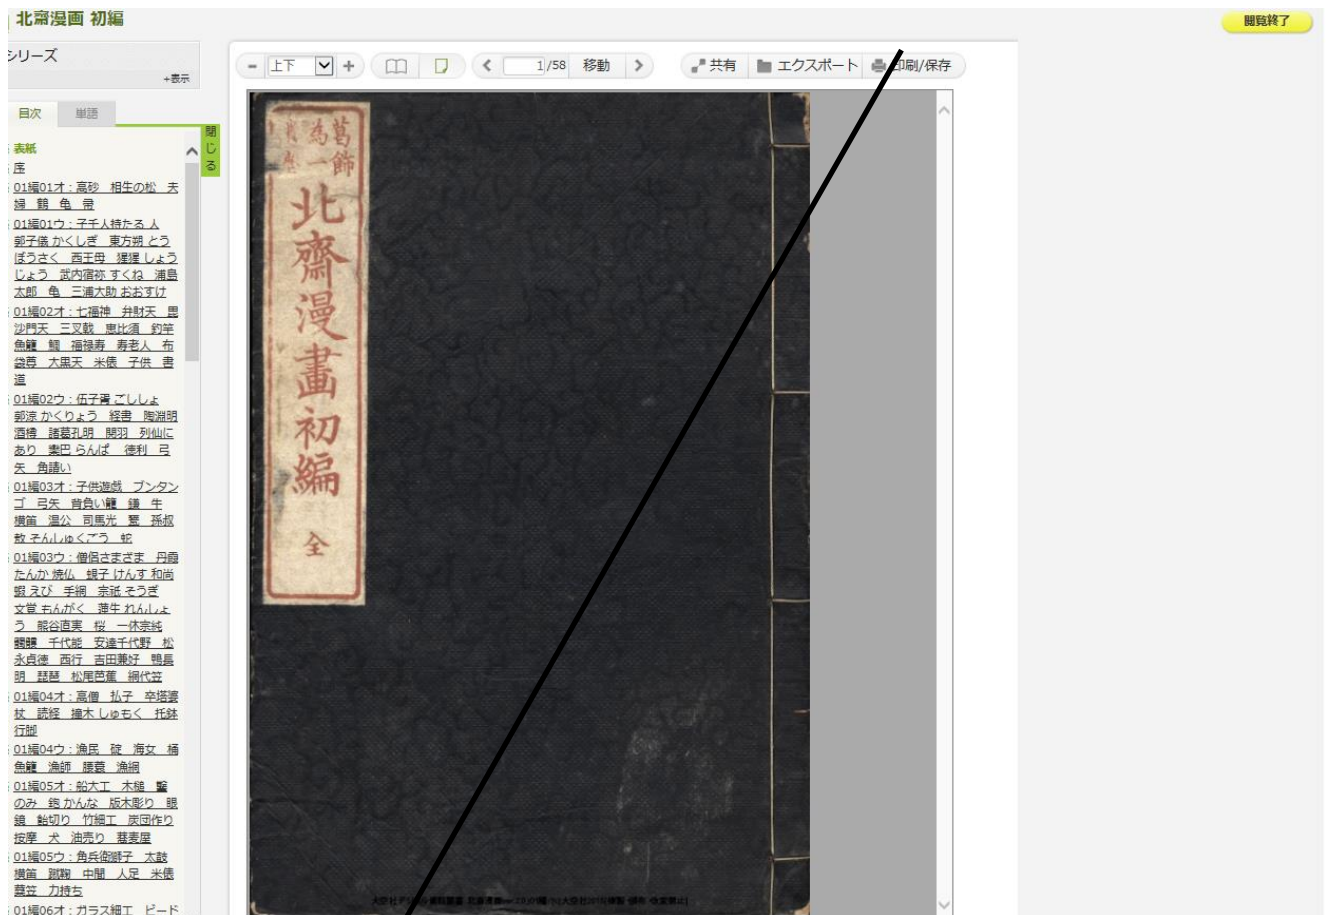 北齋漫画 初編
閲覧終了
シリーズ
+表示
上下
1/58 移動
共有 エクスポート 印刷/保存
目次 単語
閉じる
表紙
序
01編01オ：高砂 相生の松 夫
婦 鶴 亀 箒
01編01ウ：子千人持たる人
郭子儀 かくしぎ 東方朔 とう
ぼうさく 西王母 猩猩 しょう
じょう 武内宿祢 すくね 浦島
太郎 亀 三浦大助 おおすけ
01編02オ：七福神 弁財天 毘
沙門天 三叉戟 恵比須 釣竿
魚籠 鯛 福禄寿 寿老人 布
袋尊 大黒天 米俵 子供 書
道
01編02ウ：伍子胥 ごししょ
郭涼 かくりょう 経書 陶淵明
酒樽 諸葛孔明 関羽 列仙に
あり 欒巴 らんぱ 徳利 弓
矢 角請い
01編03オ：子供遊戯 ブンタン
ゴ 弓矢 背負い籠 鎌 牛
横笛 温公 司馬光 甕 孫叔
敖 そんしゅくごう 蛇
01編03ウ：僧侶さまざま 丹霞
たんか 焼仏 蜆子 けんす 和尚
蝦 えび 手網 宗祇 そうぎ
文覚 もんがく 蓮生 れんしょ
う 熊谷直実 桜 一休宗純
髑髏 千代能 安達千代野 松
永貞徳 西行 吉田兼好 鴨長
明 琵琶 松尾芭蕉 網代笠
01編04オ：高僧 払子 卒塔婆
杖 読経 撞木 しゅもく 托鉢
行脚
01編04ウ：漁民 碇 海女 桶
魚籠 漁師 腰蓑 漁網
01編05オ：船大工 木槌 鑿
のみ 鉋 かんな 版木彫り 眼
鏡 飴切り 竹細工 炭団作り
按摩 犬 油売り 蕎麦屋
01編05ウ：角兵衛獅子 太鼓
横笛 蹴鞠 中間 人足 米俵
菅笠 力持ち
01編06オ：ガラス細工 ビード
葛飾
為一
北齋漫畫初編
全